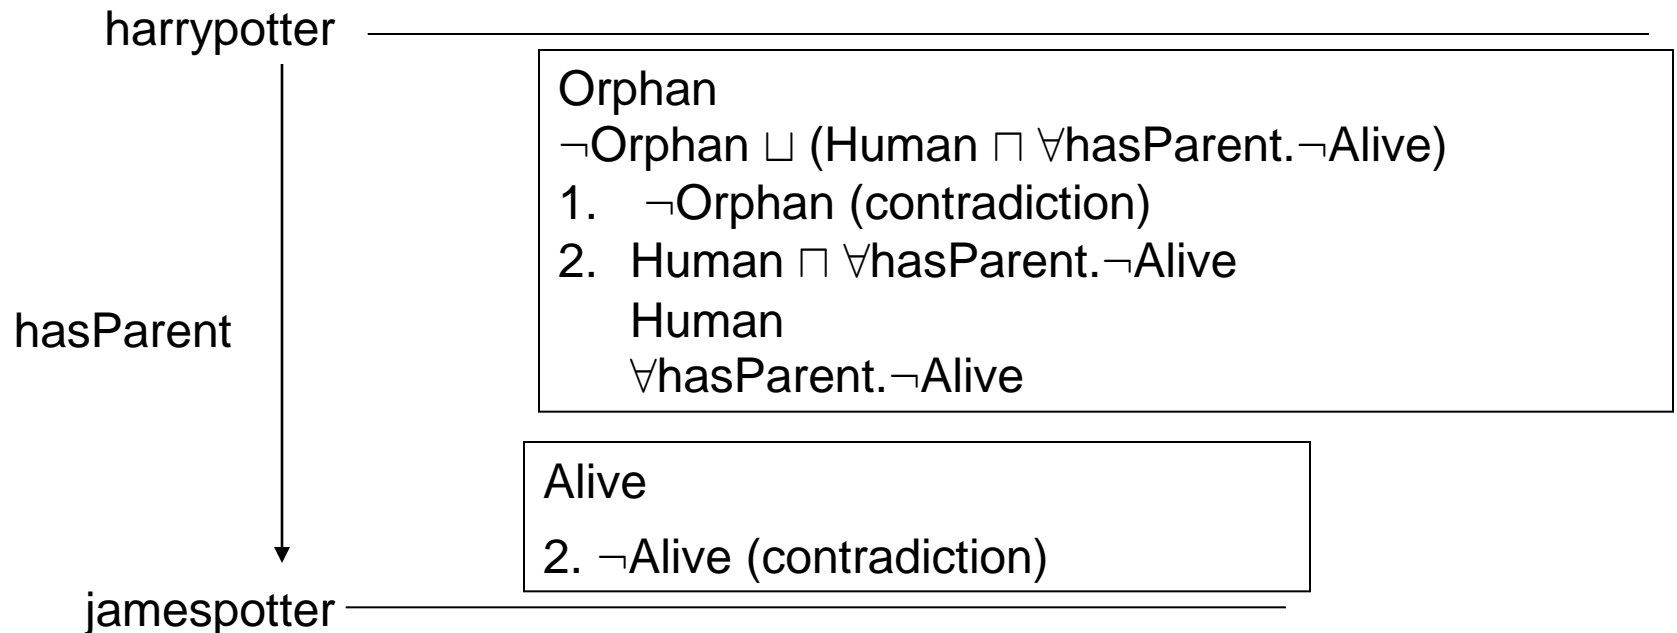 harrypotter
Orphan
¬Orphan ⊔ (Human ⊓ ∀hasParent.¬Alive)
1. ¬Orphan (contradiction)
2. Human ⊓ ∀hasParent.¬Alive
Human
∀hasParent.¬Alive
hasParent
Alive
2. ¬Alive (contradiction)
jamespotter